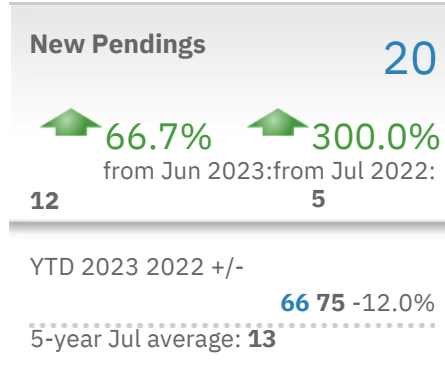 New Pendings
20
66.7% 300.0%
from Jun 2023:from Jul 2022:
12 5
YTD 2023 2022 +/-
66 75 -12.0%
5-year Jul average: 13